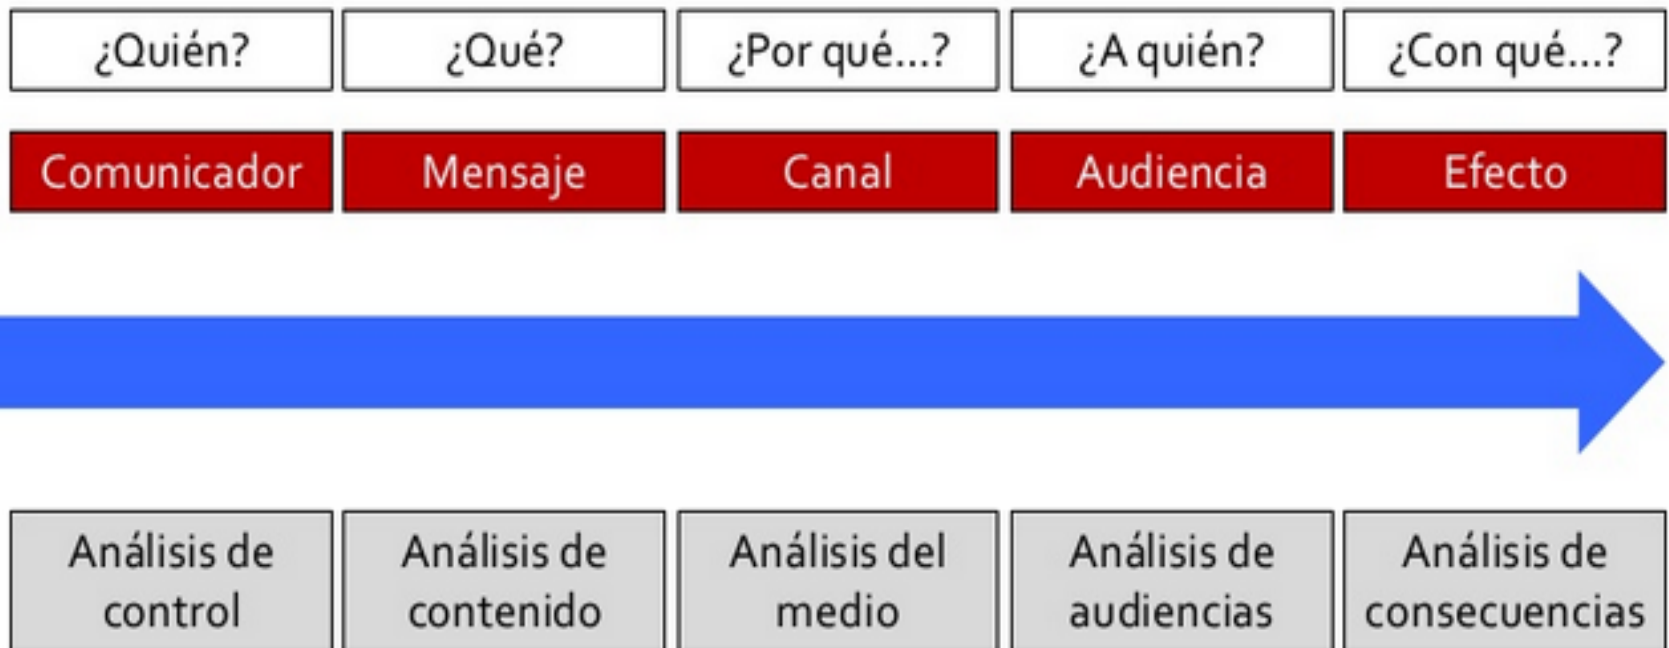 ¿Quién? ¿Qué? ¿Por qué...? ¿A quién? ¿Con qué...?
Comunicador Mensaje Canal Audiencia Efecto
Análisis de control
Análisis de contenido
Análisis del medio
Análisis de audiencias
Análisis de consecuencias